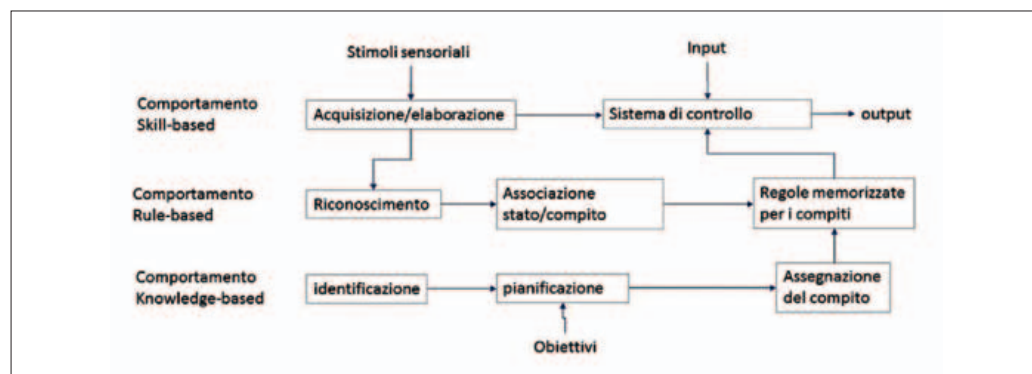 Stimoli sensoriali
Input
Comportamento
Skill-based
Acquisizione/elaborazione
Sistema di controllo
output
Comportamento
Rule-based
Riconoscimento
Associazione
stato/compito
Regole memorizzate
per i compiti
Comportamento
Knowledge-based
identificazione
pianificazione
Assegnazione
del compito
Obiettivi